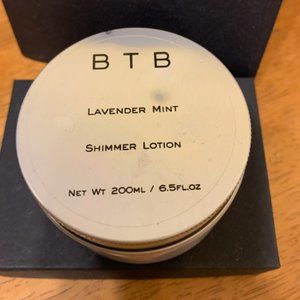 BTB
Lavender Mint
Shimmer Lotion
Net Wt 200ml / 6.5fl.oz